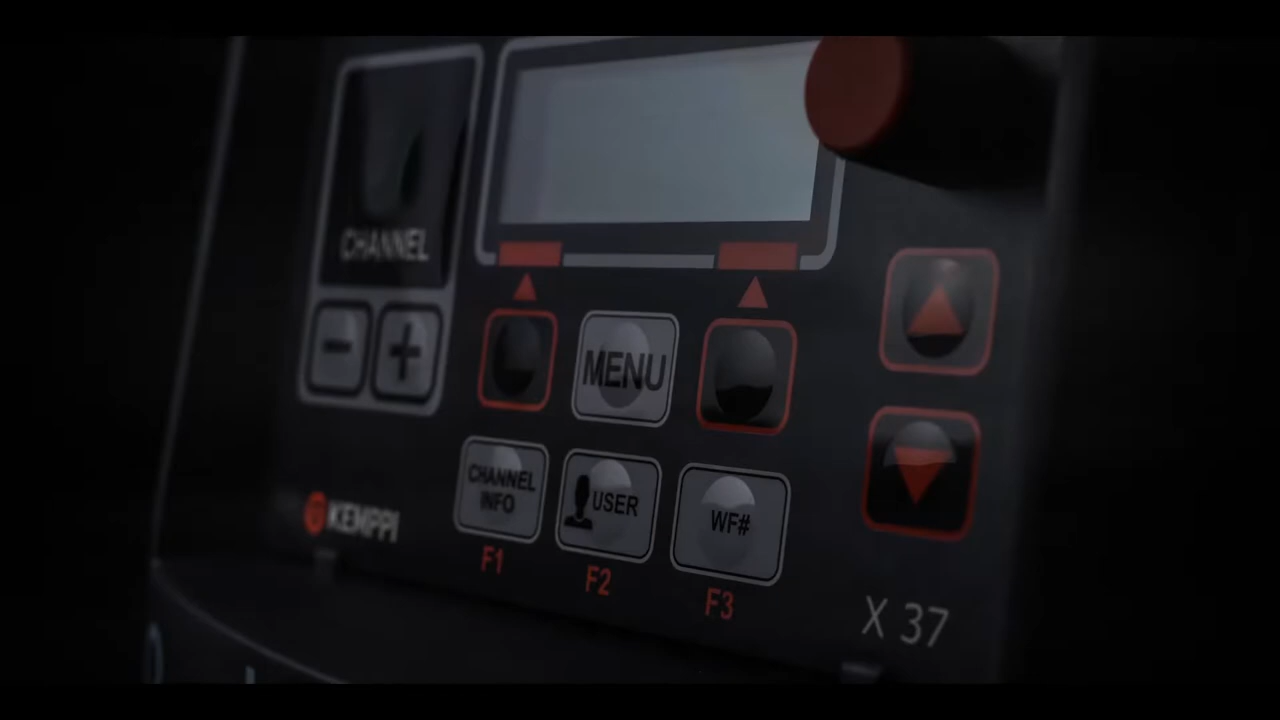 CHANNEL
- +
MENU
CHANNEL
INFO
USER
WF#
KEMPPI
F1
F2
F3
X 37